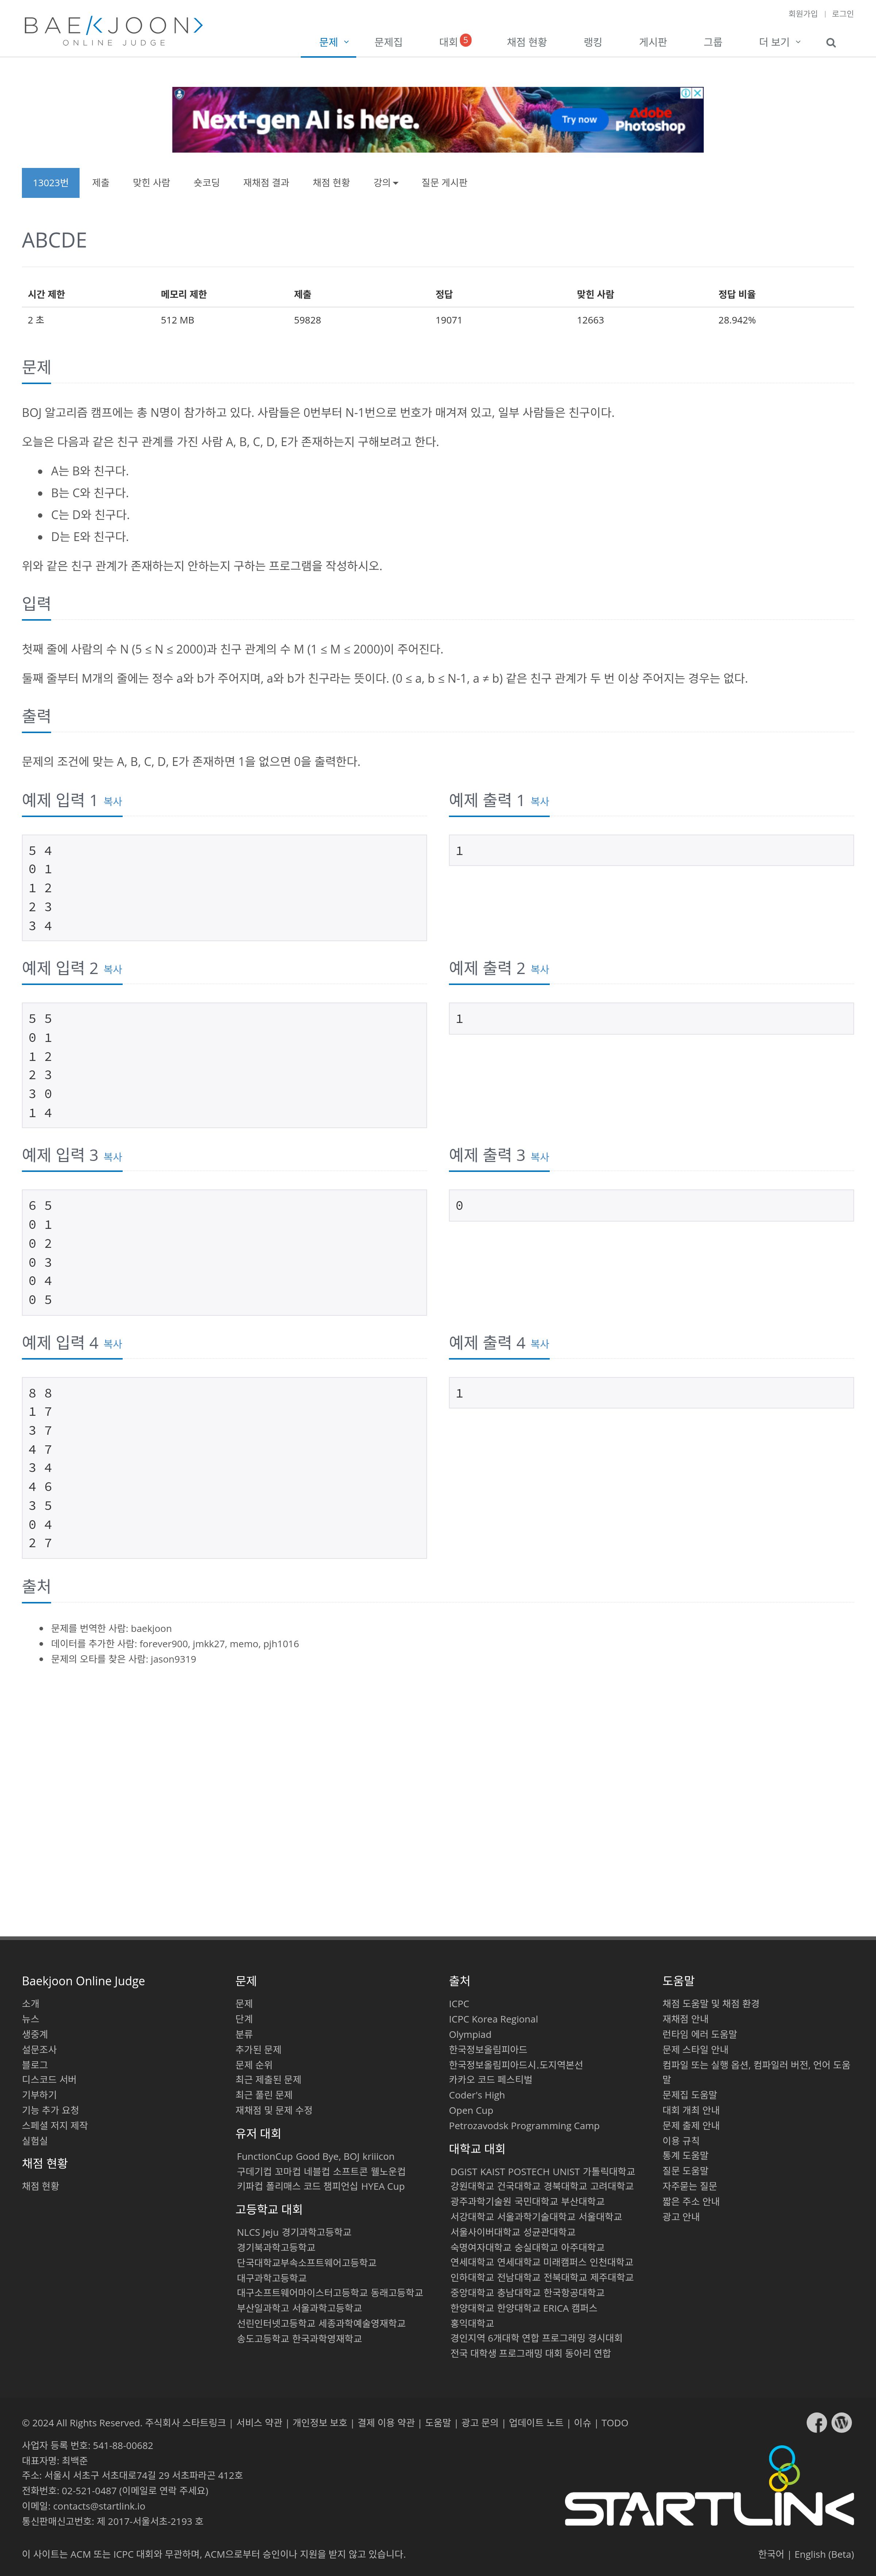 회원가입 | 로그인
BAEKJOON
ONLINE JUDGE
문제 문제집 대회 5 채점 현황 랭킹 게시판 그룹 더 보기
Next-gen AI is here. Try now Adobe Photoshop
13023번 제출 맞힌 사람 숏코딩 재채점 결과 채점 현황 강의 질문 게시판
ABCDE
시간 제한 메모리 제한 제출 정답 맞힌 사람 정답 비율
2 초 512 MB 59828 19071 12663 28.942%
문제
BOJ 알고리즘 캠프에는 총 N명이 참가하고 있다. 사람들은 0번부터 N-1번으로 번호가 매겨져 있고, 일부 사람들은 친구이다.
오늘은 다음과 같은 친구 관계를 가진 사람 A, B, C, D, E가 존재하는지 구해보려고 한다.
• A는 B와 친구다.
• B는 C와 친구다.
• C는 D와 친구다.
• D는 E와 친구다.
위와 같은 친구 관계가 존재하는지 안하는지 구하는 프로그램을 작성하시오.
입력
첫째 줄에 사람의 수 N (5 ≤ N ≤ 2000)과 친구 관계의 수 M (1 ≤ M ≤ 2000)이 주어진다.
둘째 줄부터 M개의 줄에는 정수 a와 b가 주어지며, a와 b가 친구라는 뜻이다. (0 ≤ a, b ≤ N-1, a ≠ b) 같은 친구 관계가 두 번 이상 주어지는 경우는 없다.
출력
문제의 조건에 맞는 A, B, C, D, E가 존재하면 1을 없으면 0을 출력한다.
예제 입력 1 복사
5 4
0 1
1 2
2 3
3 4
예제 출력 1 복사
1
예제 입력 2 복사
5 5
0 1
1 2
2 3
3 0
1 4
예제 출력 2 복사
1
예제 입력 3 복사
6 5
0 1
0 2
0 3
0 4
0 5
예제 출력 3 복사
0
예제 입력 4 복사
8 8
1 7
3 7
4 7
3 4
4 6
3 5
0 4
2 7
예제 출력 4 복사
1
출처
• 문제를 번역한 사람: baekjoon
• 데이터를 추가한 사람: forever900, jmkk27, memo, pjh1016
• 문제의 오타를 찾은 사람: jason9319
Baekjoon Online Judge
소개
뉴스
생중계
설문조사
블로그
디스코드 서버
기부하기
기능 추가 요청
스페셜 저지 제작
실험실
채점 현황
채점 현황
문제
문제
단계
분류
추가된 문제
문제 순위
최근 제출된 문제
최근 풀린 문제
재채점 및 문제 수정
유저 대회
FunctionCup Good Bye, BOJ kriiicon
구데기컵 꼬마컵 네블컵 소프트콘 웰노운컵
키파컵 폴리매스 코드 챔피언십 HYEA Cup
고등학교 대회
NLCS Jeju 경기과학고등학교
경기북과학고등학교
단국대학교부속소프트웨어고등학교
대구과학고등학교
대구소프트웨어마이스터고등학교 동래고등학교
부산일과학고 서울과학고등학교
선린인터넷고등학교 세종과학예술영재학교
송도고등학교 한국과학영재학교
출처
ICPC
ICPC Korea Regional
Olympiad
한국정보올림피아드
한국정보올림피아드시.도지역본선
카카오 코드 페스티벌
Coder's High
Open Cup
Petrozavodsk Programming Camp
대학교 대회
DGIST KAIST POSTECH UNIST 가톨릭대학교
강원대학교 건국대학교 경북대학교 고려대학교
광주과학기술원 국민대학교 부산대학교
서강대학교 서울과학기술대학교 서울대학교
서울사이버대학교 성균관대학교
숙명여자대학교 숭실대학교 아주대학교
연세대학교 연세대학교 미래캠퍼스 인천대학교
인하대학교 전남대학교 전북대학교 제주대학교
중앙대학교 충남대학교 한국항공대학교
한양대학교 한양대학교 ERICA 캠퍼스
홍익대학교
경인지역 6개대학 연합 프로그래밍 경시대회
전국 대학생 프로그래밍 대회 동아리 연합
도움말
채점 도움말 및 채점 환경
재채점 안내
런타임 에러 도움말
문제 스타일 안내
컴파일 또는 실행 옵션, 컴파일러 버전, 언어 도움
말
문제집 도움말
대회 개최 안내
문제 출제 안내
이용 규칙
통계 도움말
질문 도움말
자주묻는 질문
짧은 주소 안내
광고 안내
© 2024 All Rights Reserved. 주식회사 스타트링크 | 서비스 약관 | 개인정보 보호 | 결제 이용 약관 | 도움말 | 광고 문의 | 업데이트 노트 | 이슈 | TODO
사업자 등록 번호: 541-88-00682
대표자명: 최백준
주소: 서울시 서초구 서초대로74길 29 서초파라곤 412호
전화번호: 02-521-0487 (이메일로 연락 주세요)
이메일: contacts@startlink.io
통신판매신고번호: 제 2017-서울서초-2193 호
STARTLINK
이 사이트는 ACM 또는 ICPC 대회와 무관하며, ACM으로부터 승인이나 지원을 받지 않고 있습니다.
한국어 | English (Beta)